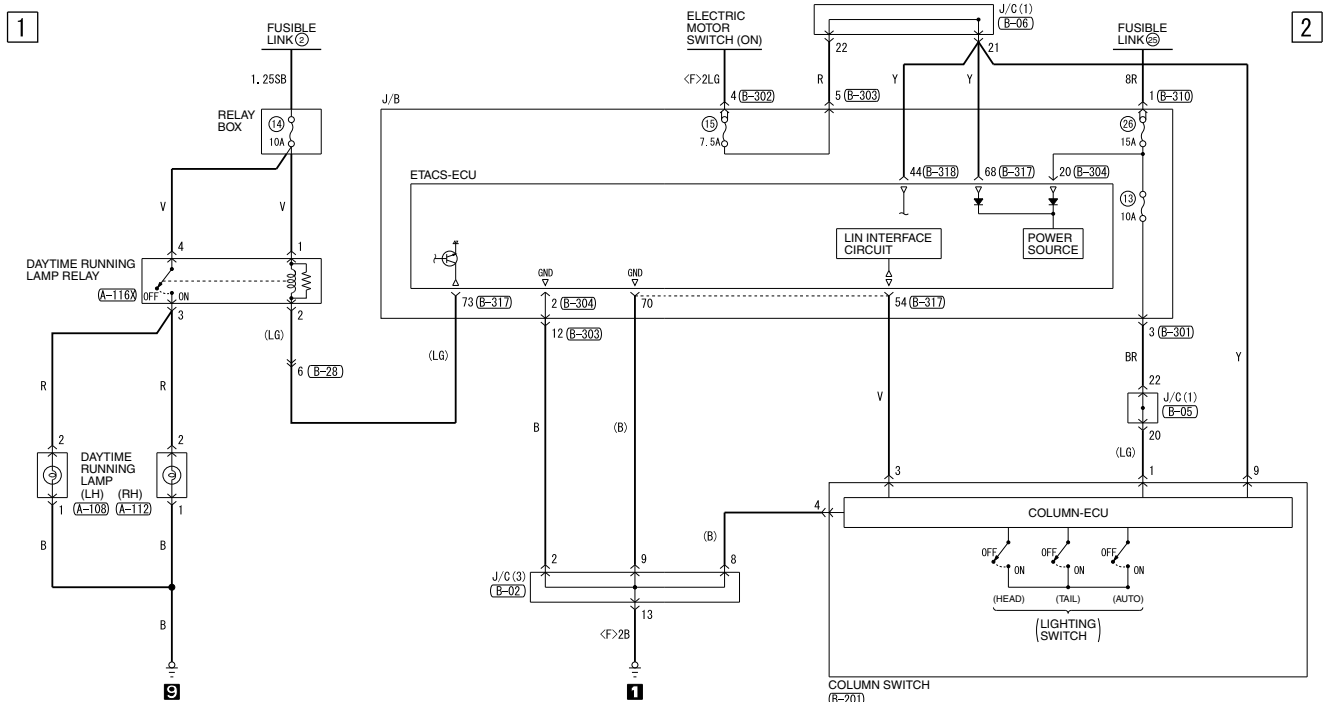 1
2
FUSIBLE
LINK②
1.25SB
RELAY
BOX
⑭
10A
V
V
4
1
DAYTIME RUNNING
LAMP RELAY
A-116X
OFF
ON
3
2
(LG)
6
B-28
R
R
2
2
DAYTIME
RUNNING
LAMP
(LH)
(RH)
A-108
A-112
1
1
B
B
B
9
ELECTRIC
MOTOR
SWITCH (ON)
<F>2LG
4
B-302
J/B
⑮
7.5A
J/C(1)
B-06
22
21
R
Y
Y
5
B-303
FUSIBLE
LINK㉕
8R
1
B-310
㉖
15A
⑬
10A
ETACS-ECU
44
B-318
68
B-317
20
B-304
LIN INTERFACE
CIRCUIT
POWER
SOURCE
GND
GND
73
B-317
2
B-304
70
54
B-317
12
B-303
3
B-301
(LG)
B
(B)
V
BR
Y
22
J/C(1)
B-05
20
(LG)
3
1
9
4
COLUMN-ECU
(B)
OFF
ON
OFF
ON
OFF
ON
(HEAD)
(TAIL)
(AUTO)
(LIGHTING
SWITCH)
2
9
8
J/C(3)
B-02
13
<F>2B
1
COLUMN SWITCH
B-201